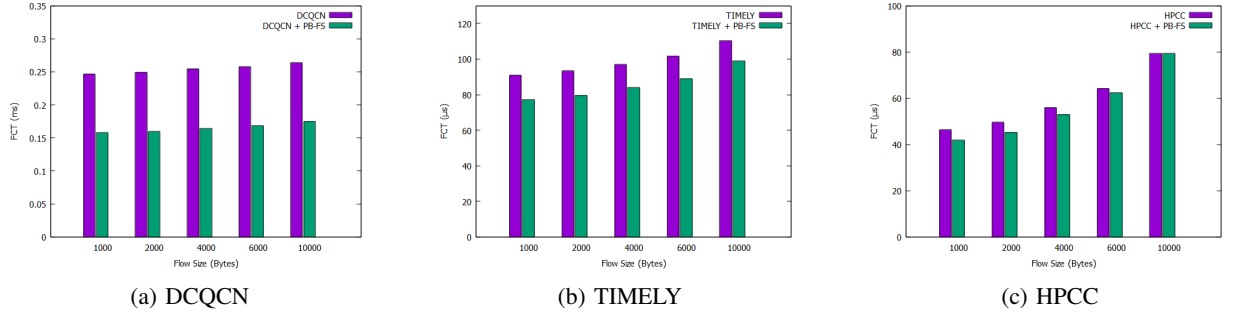 DCQCN
DCQCN + PB-FS
0.35
0.3
0.25
0.2
0.15
0.1
0.05
0
FCT (ms)
1000 2000 4000 6000 10000
Flow Size (Bytes)
(a) DCQCN
TIMELY
TIMELY + PB-FS
120
100
80
60
40
20
0
FCT (µs)
1000 2000 4000 6000 10000
Flow Size (Bytes)
(b) TIMELY
HPCC
HPCC + PB-FS
100
80
60
40
20
0
FCT (µs)
1000 2000 4000 6000 10000
Flow Size (Bytes)
(c) HPCC